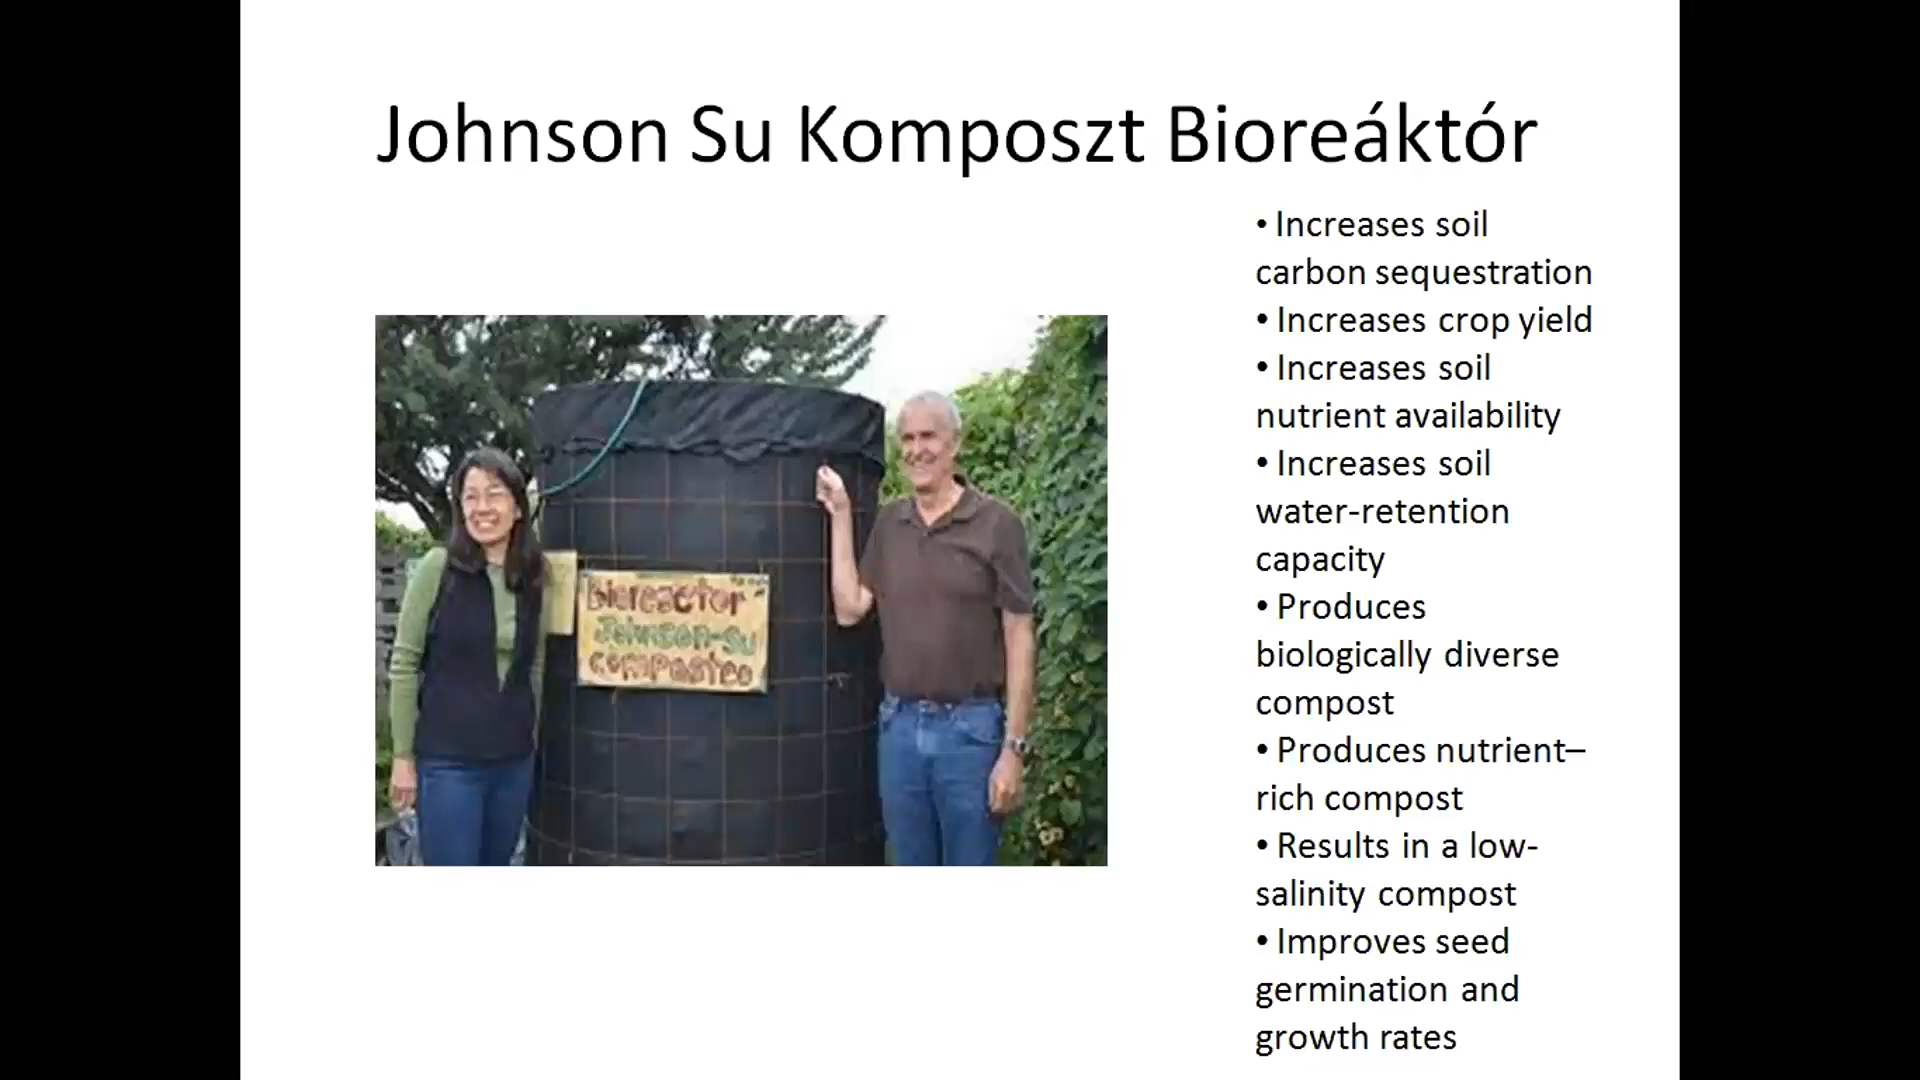 Johnson Su Komposzt Bioreáktór
• Increases soil
carbon sequestration
• Increases crop yield
• Increases soil
nutrient availability
• Increases soil
water-retention
capacity
• Produces
biologically diverse
compost
• Produces nutrient–
rich compost
• Results in a low-
salinity compost
• Improves seed
germination and
growth rates
Bioreactor
Johnson-Su
composteo